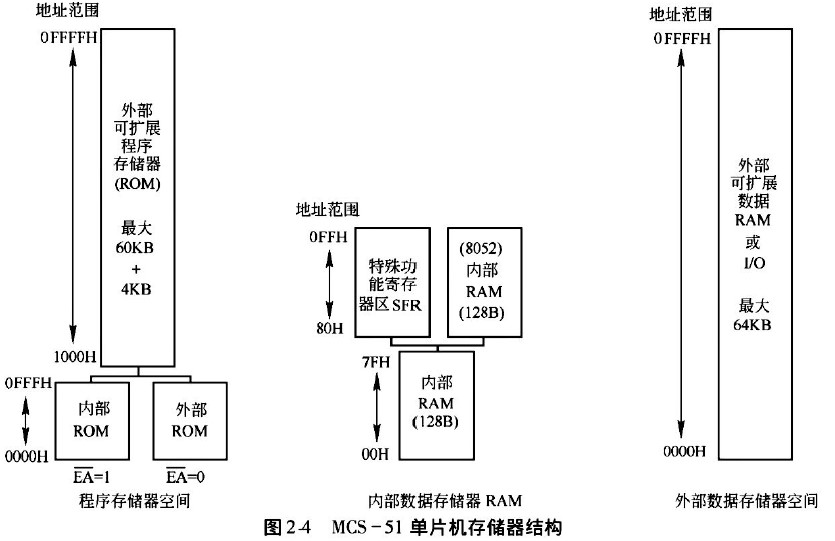 地址范围
0FFFFH
外部
可扩展
程序
存储器
(ROM)
最大
60KB
+
4KB
1000H
0FFFH
0000H
内部
ROM
外部
ROM
E̅A̅=1
E̅A̅=0
程序存储器空间
地址范围
0FFH
80H
特殊功
能寄存
器区SFR
(8052)
内部
RAM
(128B)
7FH
00H
内部
RAM
(128B)
内部数据存储器 RAM
地址范围
0FFFFH
0000H
外部
可扩展
数据
RAM
或
I/O
最大
64KB
外部数据存储器空间
图 2-4 MCS-51 单片机存储器结构